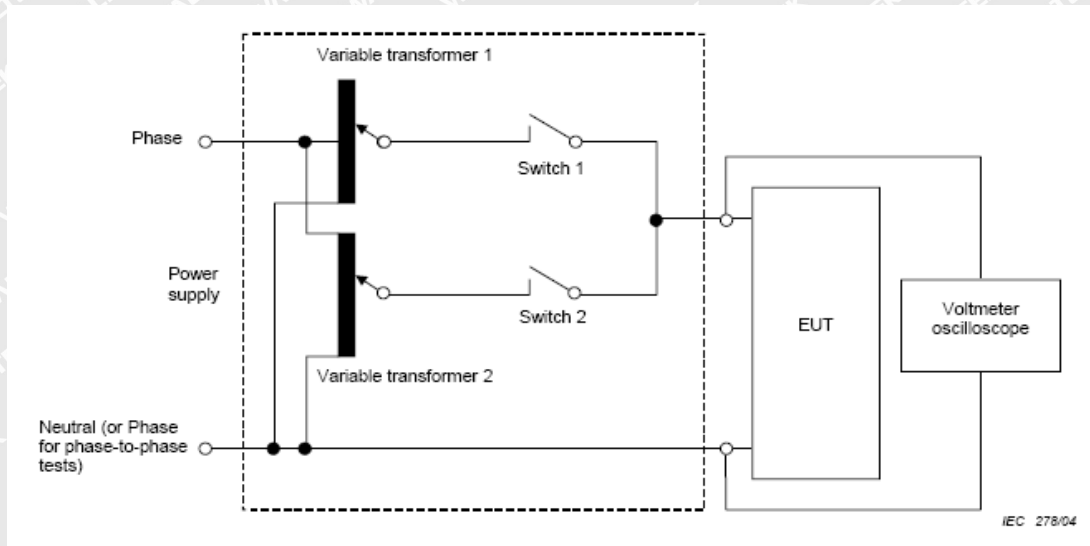 Variable transformer 1
Phase
Switch 1
Power
supply
Switch 2
EUT
Voltmeter
oscilloscope
Variable transformer 2
Neutral (or Phase
for phase-to-phase
tests)
IEC 278/04